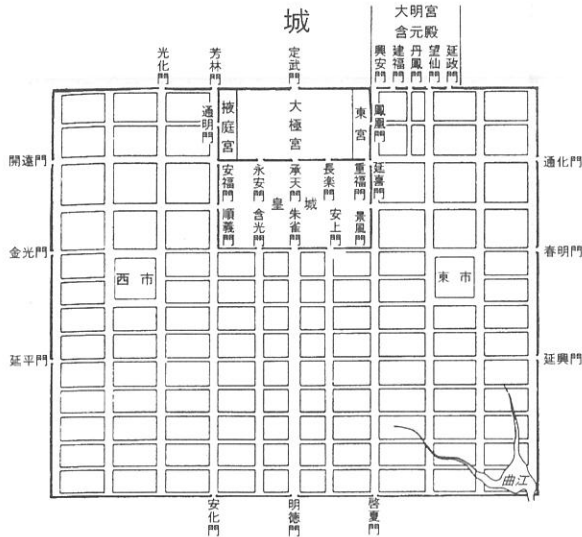 城
大明宮
含元殿
光化門
芳林門
定武門
興安門
建福門
丹鳳門
望仙門
延政門
通明門
掖庭宮
大極宮
東宮
鳳凰門
開遠門
通化門
安福門
永安門
承天門
長楽門
重福門
延喜門
皇城
順義門
含光門
朱雀門
安上門
景風門
金光門
春明門
西市
東市
延平門
延興門
曲江
安化門
明徳門
啓夏門